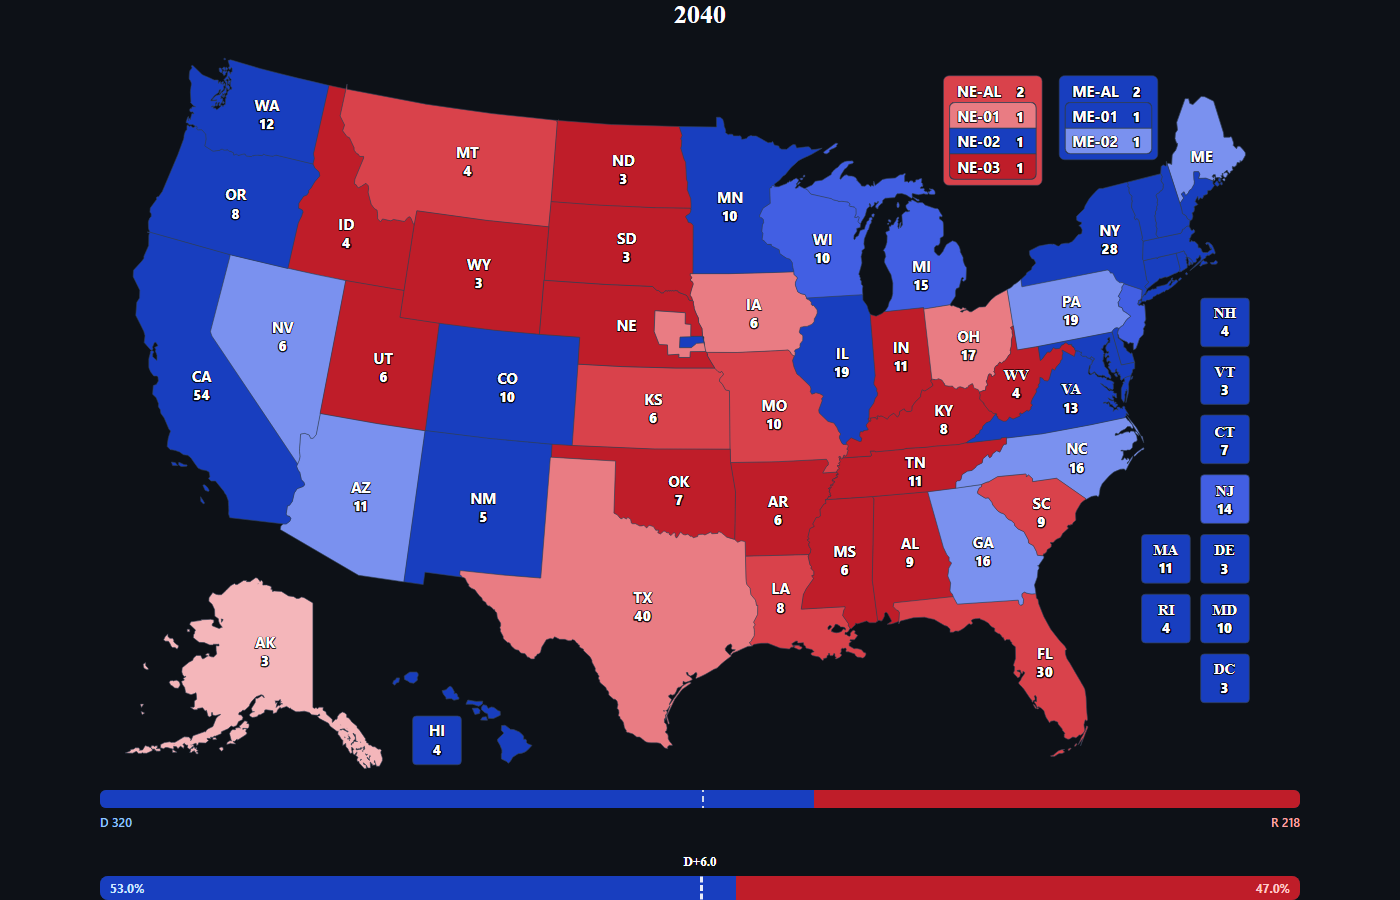 2040
NE-AL 2
NE-01 1
NE-02 1
NE-03 1
ME-AL 2
ME-01 1
ME-02 1
WA
12
OR
8
CA
54
NV
6
ID
4
MT
4
WY
3
UT
6
AZ
11
CO
10
NM
5
ND
3
SD
3
NE
KS
6
OK
7
TX
40
MN
10
IA
6
MO
10
AR
6
LA
8
WI
10
IL
19
MI
15
IN
11
OH
17
KY
8
TN
11
MS
6
AL
9
GA
16
FL
30
SC
9
NC
16
VA
13
WV
4
PA
19
NY
28
ME
NH
4
VT
3
CT
7
NJ
14
MA
11
DE
3
RI
4
MD
10
DC
3
AK
3
HI
4
D 320
R 218
D+6.0
53.0%
47.0%